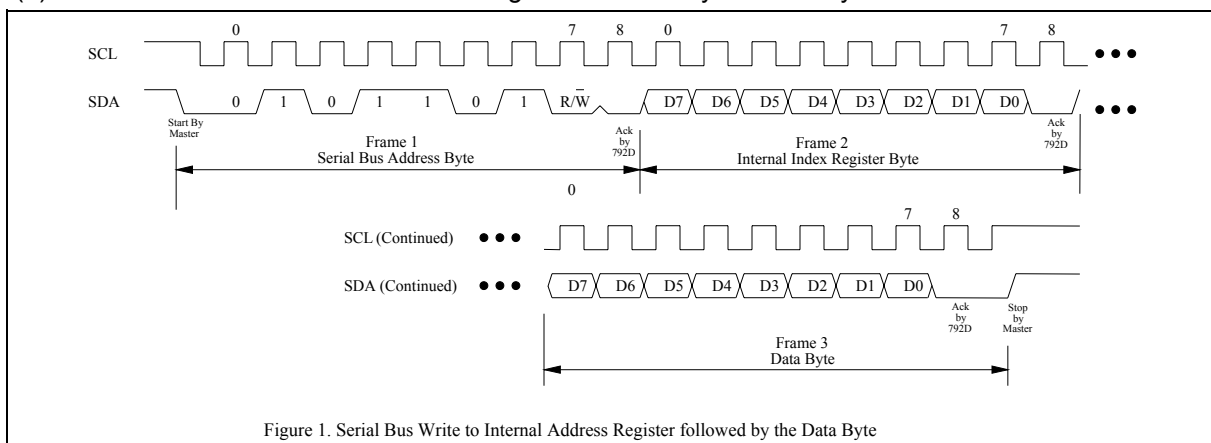 0 7 8 0 7 8
SCL
SDA 0 1 0 1 1 0 1 R/W D7 D6 D5 D4 D3 D2 D1 D0
Start By
Master
Ack
by
792D
Ack
by
792D
Frame 1
Serial Bus Address Byte
Frame 2
Internal Index Register Byte
0 7 8
SCL (Continued)
SDA (Continued) D7 D6 D5 D4 D3 D2 D1 D0
Ack
by
792D
Stop
by
Master
Frame 3
Data Byte
Figure 1. Serial Bus Write to Internal Address Register followed by the Data Byte